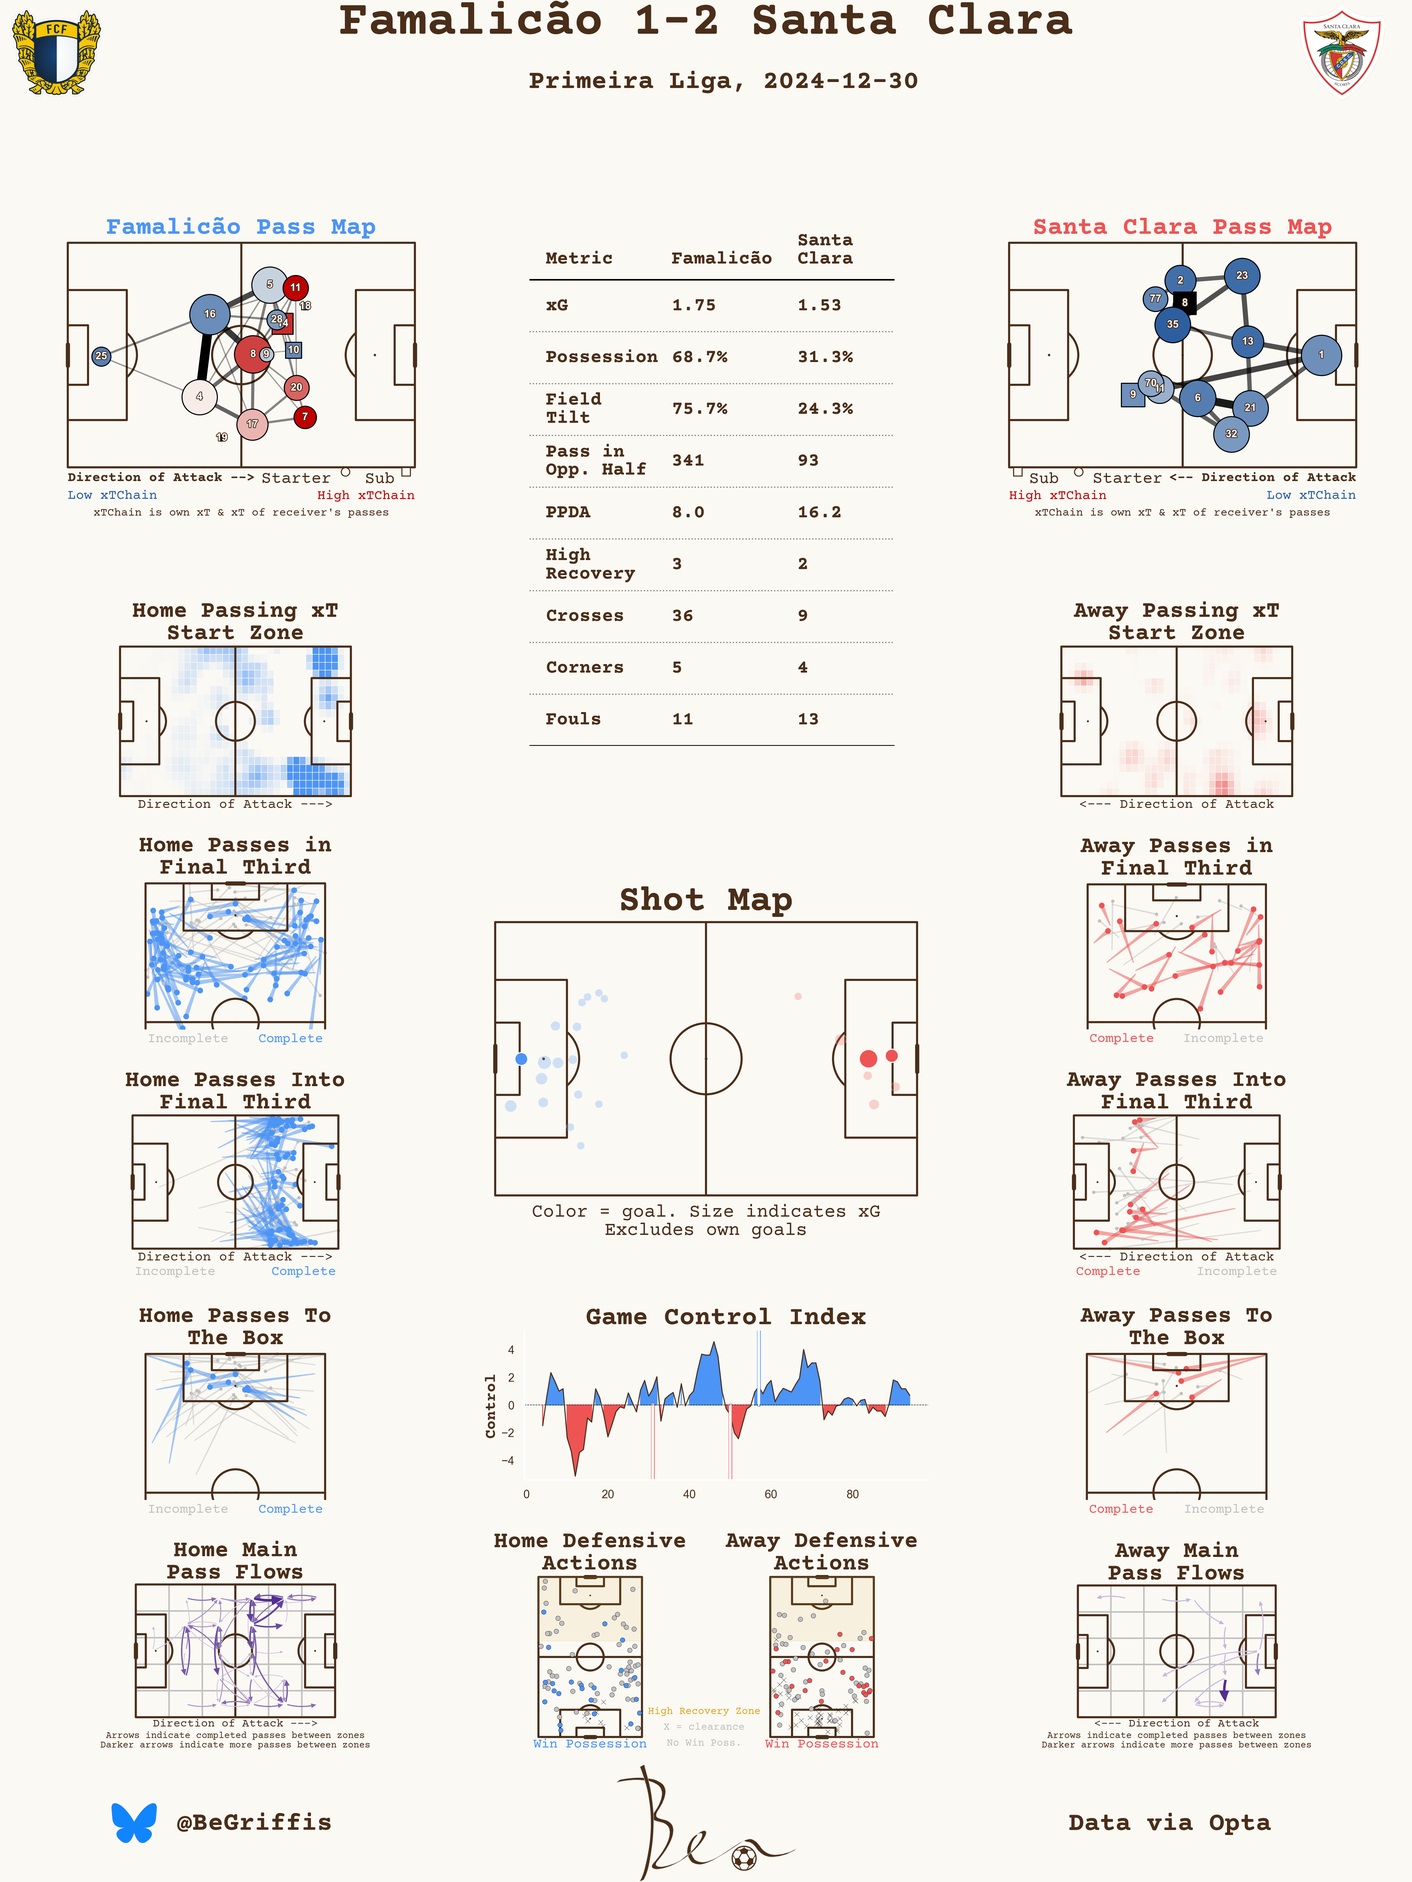 Famalicão 1-2 Santa Clara
Primeira Liga, 2024-12-30
FCF
SANTA CLARA
AÇORES
Famalicão Pass Map
5
11
18
16
28
14
8
9
10
25
4
20
17
7
19
Direction of Attack --> Starter Sub
Low xTChain High xTChain
xTChain is own xT & xT of receiver's passes
Metric Famalicão Santa Clara
xG 1.75 1.53
Possession 68.7% 31.3%
Field Tilt 75.7% 24.3%
Pass in Opp. Half 341 93
PPDA 8.0 16.2
High Recovery 3 2
Crosses 36 9
Corners 5 4
Fouls 11 13
Santa Clara Pass Map
2
23
77
8
35
13
1
70
11
9
6
21
32
Sub Starter <-- Direction of Attack
High xTChain Low xTChain
xTChain is own xT & xT of receiver's passes
Home Passing xT
Start Zone
Direction of Attack --->
Away Passing xT
Start Zone
<--- Direction of Attack
Home Passes in
Final Third
Incomplete Complete
Away Passes in
Final Third
Complete Incomplete
Shot Map
Color = goal. Size indicates xG
Excludes own goals
Home Passes Into
Final Third
Direction of Attack --->
Incomplete Complete
Away Passes Into
Final Third
<--- Direction of Attack
Complete Incomplete
Home Passes To
The Box
Incomplete Complete
Game Control Index
Control
4
2
0
−2
−4
0 20 40 60 80
Away Passes To
The Box
Complete Incomplete
Home Main
Pass Flows
Direction of Attack --->
Arrows indicate completed passes between zones
Darker arrows indicate more passes between zones
Home Defensive
Actions
Win Possession
High Recovery Zone
X = clearance
No Win Poss.
Away Defensive
Actions
Win Possession
Away Main
Pass Flows
<--- Direction of Attack
Arrows indicate completed passes between zones
Darker arrows indicate more passes between zones
@BeGriffis
Ben
Data via Opta